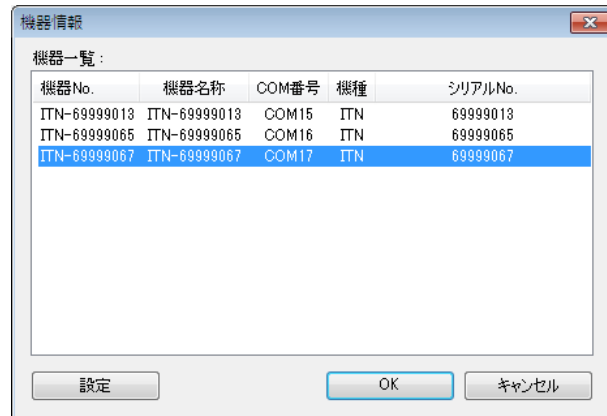 機器情報
機器一覧：
機器No. 機器名称 COM番号 機種 シリアルNo.
ITN-69999013 ITN-69999013 COM15 ITN 69999013
ITN-69999065 ITN-69999065 COM16 ITN 69999065
ITN-69999067 ITN-69999067 COM17 ITN 69999067
設定 OK キャンセル